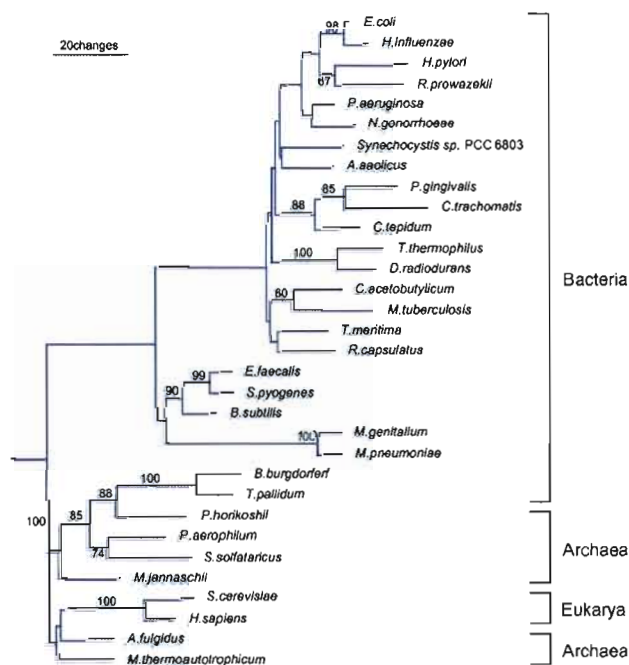 98
E.coli
20changes
H.influenzae
H.pylori
67
R.prowazekii
P.aeruginosa
N.gonorrhoeae
Synechocystis sp. PCC 6803
A.aeolicus
85
P.gingivalis
88
C.trachomatis
C.tepidum
100
T.thermophilus
D.radiodurans
Bacteria
60
C.acetobutylicum
M.tuberculosis
T.meritima
R.capsulatus
99
E.faecalis
90
S.pyogenes
B.subtilis
100
M.genitalium
M.pneumoniae
100
B.burgdorferi
88
T.pallidum
100
85
P.horikoshii
P.aerophilum
74
S.solfataricus
Archaea
M.jannaschii
100
S.cerevisiae
Eukarya
H.sapiens
A.fulgidus
Archaea
M.thermoautotrophicum